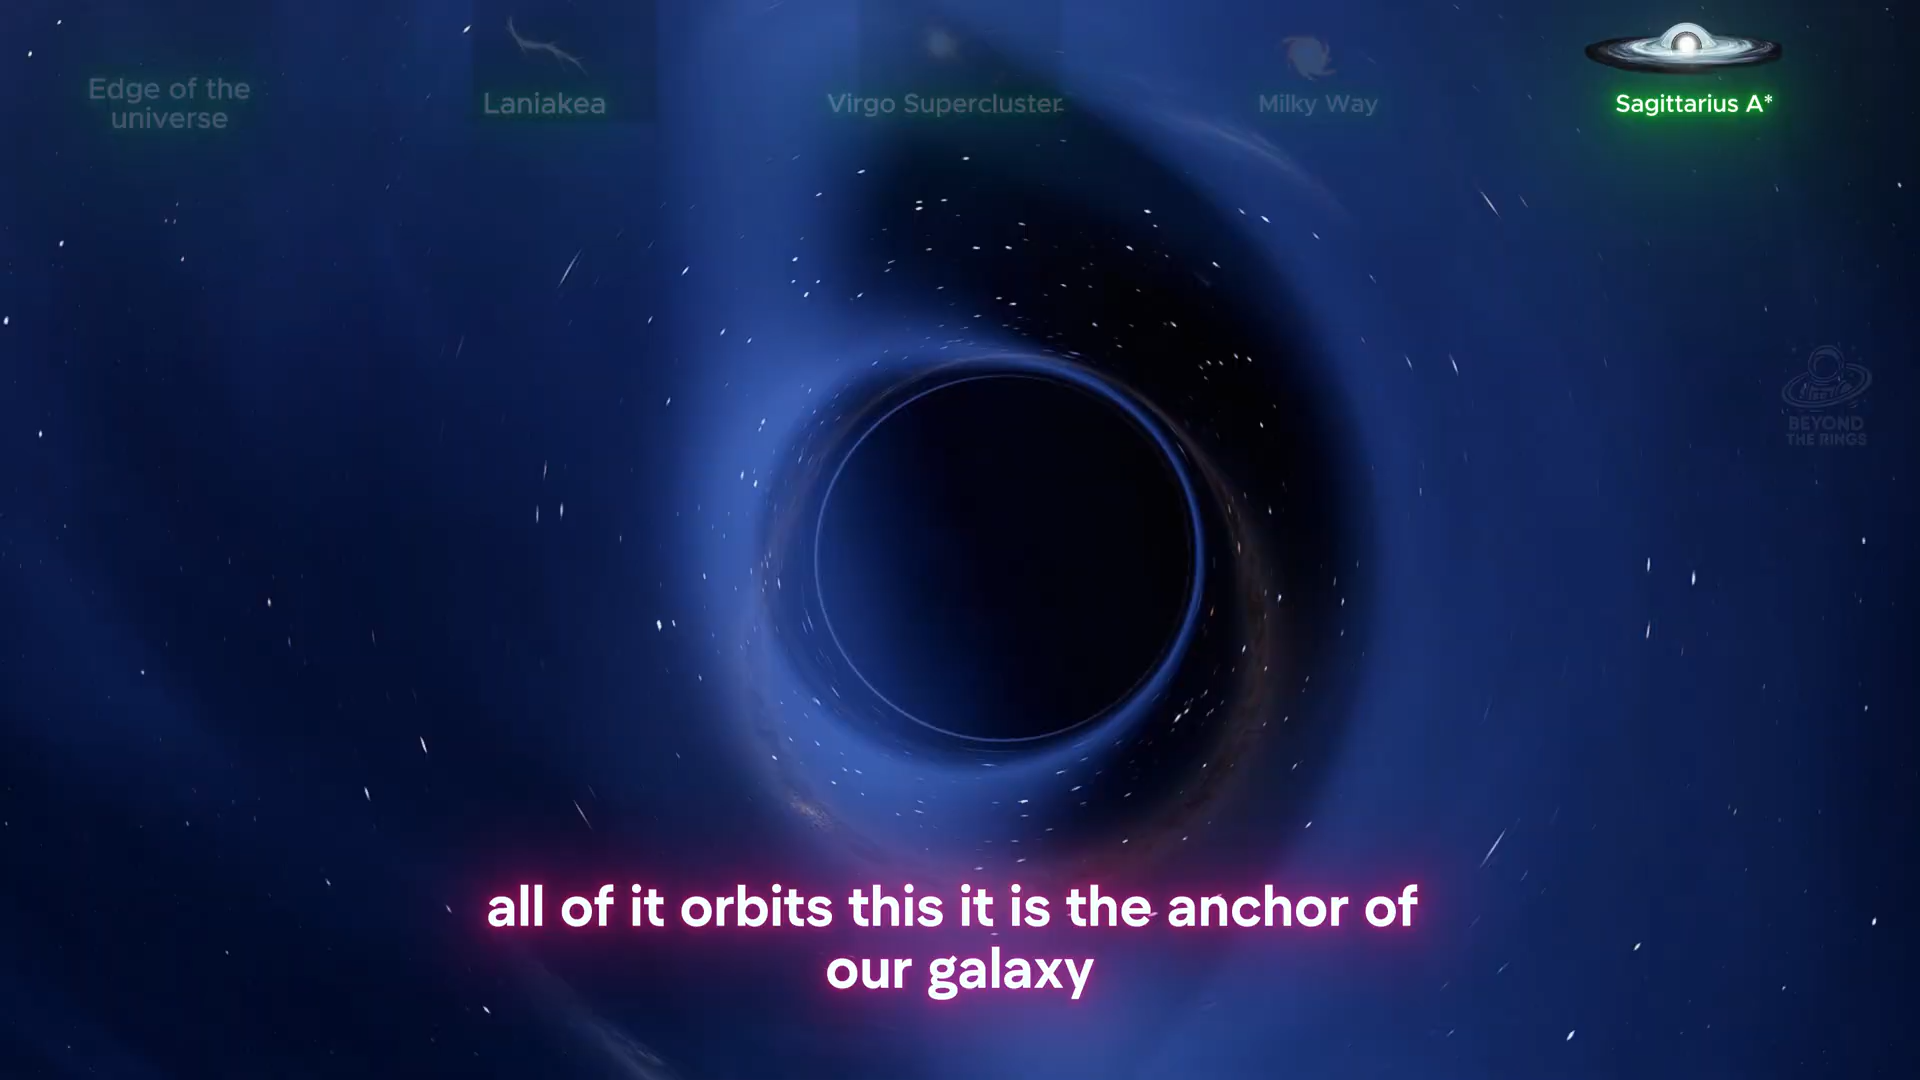 Edge of the
universe
Laniakea
Virgo Supercluster
Milky Way
Sagittarius A*
BEYOND
THE RINGS
all of it orbits this it is the anchor of
our galaxy